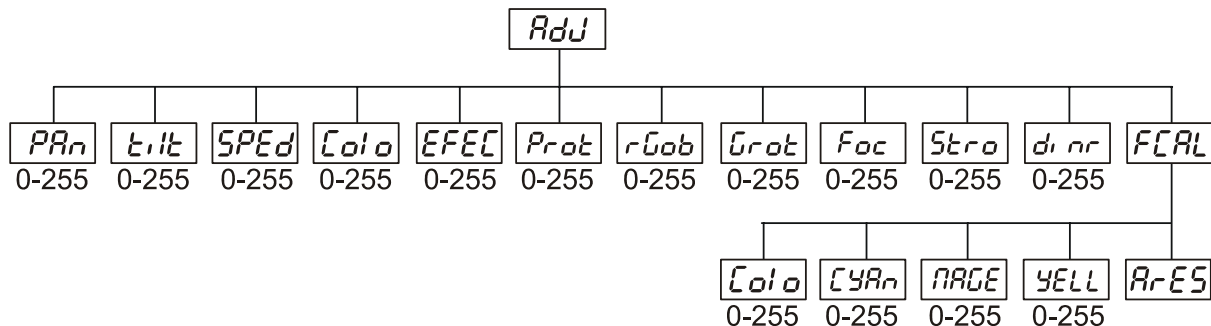 AdJ
PAn tilt SPEd Colo EFEC Prot rGob Grot Foc Stro dinr FCAL
0-255 0-255 0-255 0-255 0-255 0-255 0-255 0-255 0-255 0-255 0-255
Colo CYAn MAGE YELL ArES
0-255 0-255 0-255 0-255